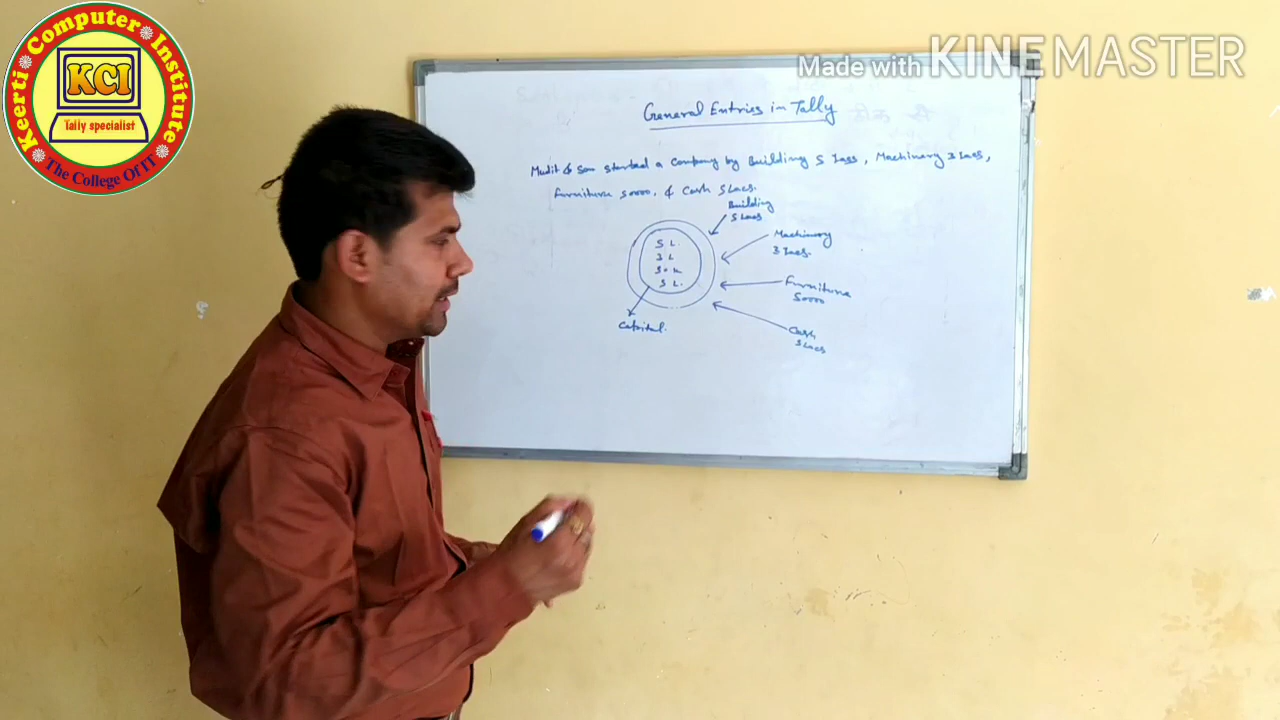 Keerti Computer Institute
KCI
Tally specialist
The College Of IT
Made with KINEMASTER
General Entries in Tally
Mudit & Son started a Company by Building 5 lacs, Machinary 3 lacs,
Furniture 50000, & Cash 5 Lacs.
Building
5 Lacs
Machinary
3 lacs.
Furniture
50000
Cash
5 Lacs
5 L.
3 L
50 K
5 L.
Capital.